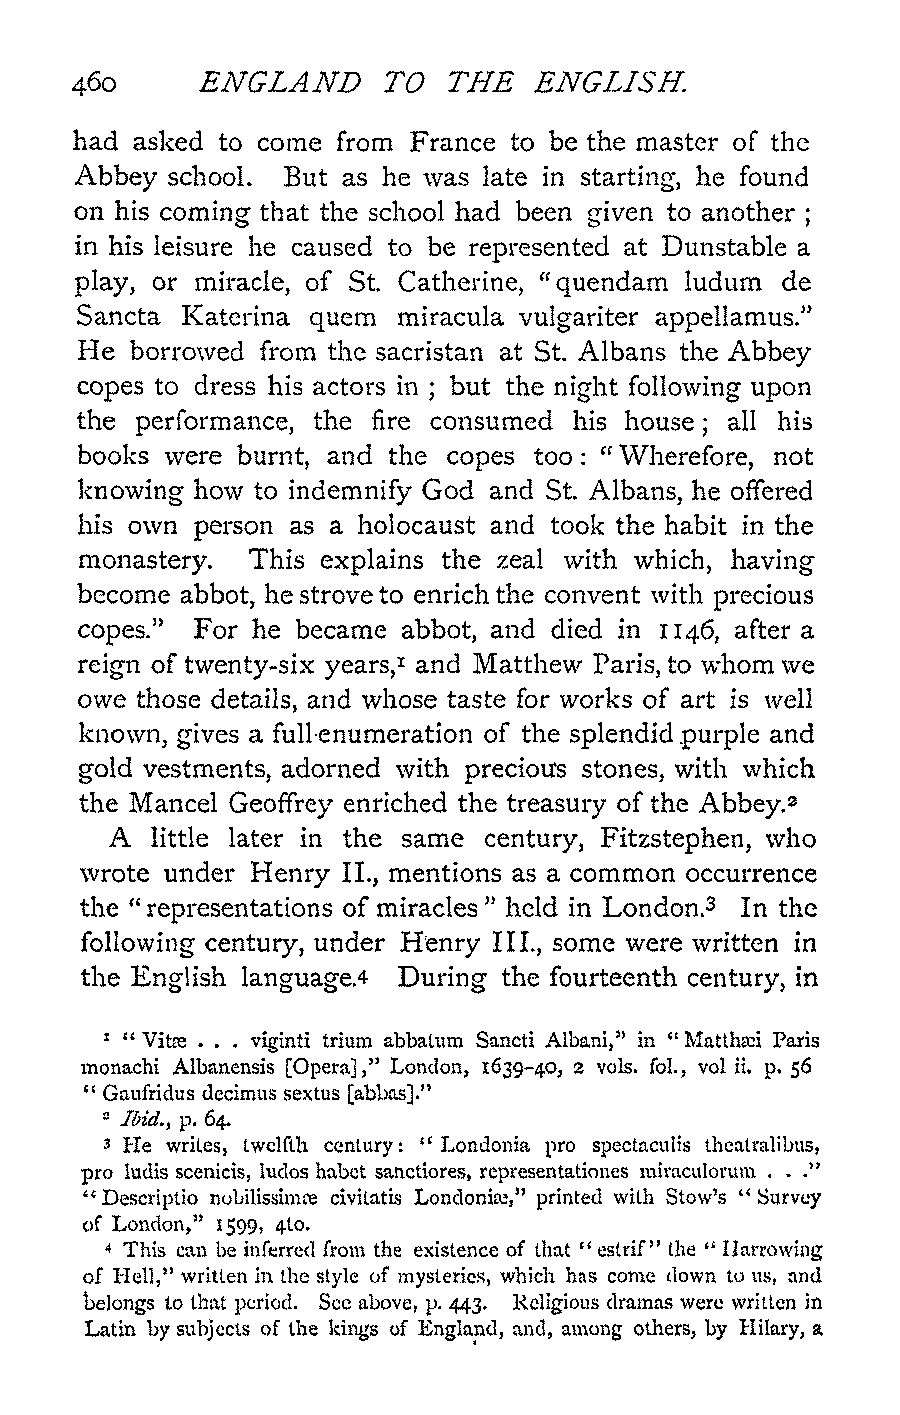 460 ENGLAND TO THE ENGLISH.
had asked to come from France to be the master of the
Abbey school. But as he was late in starting, he found
on his coming that the school had been given to another ;
in his leisure he caused to be represented at Dunstable a
play, or miracle, of St. Catherine, “quendam ludum de
Sancta Katerina quem miracula vulgariter appellamus.”
He borrowed from the sacristan at St. Albans the Abbey
copes to dress his actors in ; but the night following upon
the performance, the fire consumed his house ; all his
books were burnt, and the copes too : “Wherefore, not
knowing how to indemnify God and St. Albans, he offered
his own person as a holocaust and took the habit in the
monastery. This explains the zeal with which, having
become abbot, he strove to enrich the convent with precious
copes.” For he became abbot, and died in 1146, after a
reign of twenty-six years,¹ and Matthew Paris, to whom we
owe those details, and whose taste for works of art is well
known, gives a full enumeration of the splendid purple and
gold vestments, adorned with precious stones, with which
the Mancel Geoffrey enriched the treasury of the Abbey.²
A little later in the same century, Fitzstephen, who
wrote under Henry II., mentions as a common occurrence
the “representations of miracles” held in London.³ In the
following century, under Henry III., some were written in
the English language.⁴ During the fourteenth century, in
¹ “Vitæ . . . viginti trium abbatum Sancti Albani,” in “Matthæi Paris
monachi Albanensis [Opera],” London, 1639-40, 2 vols. fol., vol ii. p. 56
“Gaufridus decimus sextus [abbas].”
² Ibid., p. 64.
³ He writes, twelfth century : “Londonia pro spectaculis theatralibus,
pro ludis scenicis, ludos habet sanctiores, representationes miraculorum . . .”
“Descriptio nobilissimæ civitatis Londoniæ,” printed with Stow’s “Survey
of London,” 1599, 4to.
⁴ This can be inferred from the existence of that “estrif” the “Harrowing
of Hell,” written in the style of mysteries, which has come down to us, and
belongs to that period. See above, p. 443. Religious dramas were written in
Latin by subjects of the kings of England, and, among others, by Hilary, a